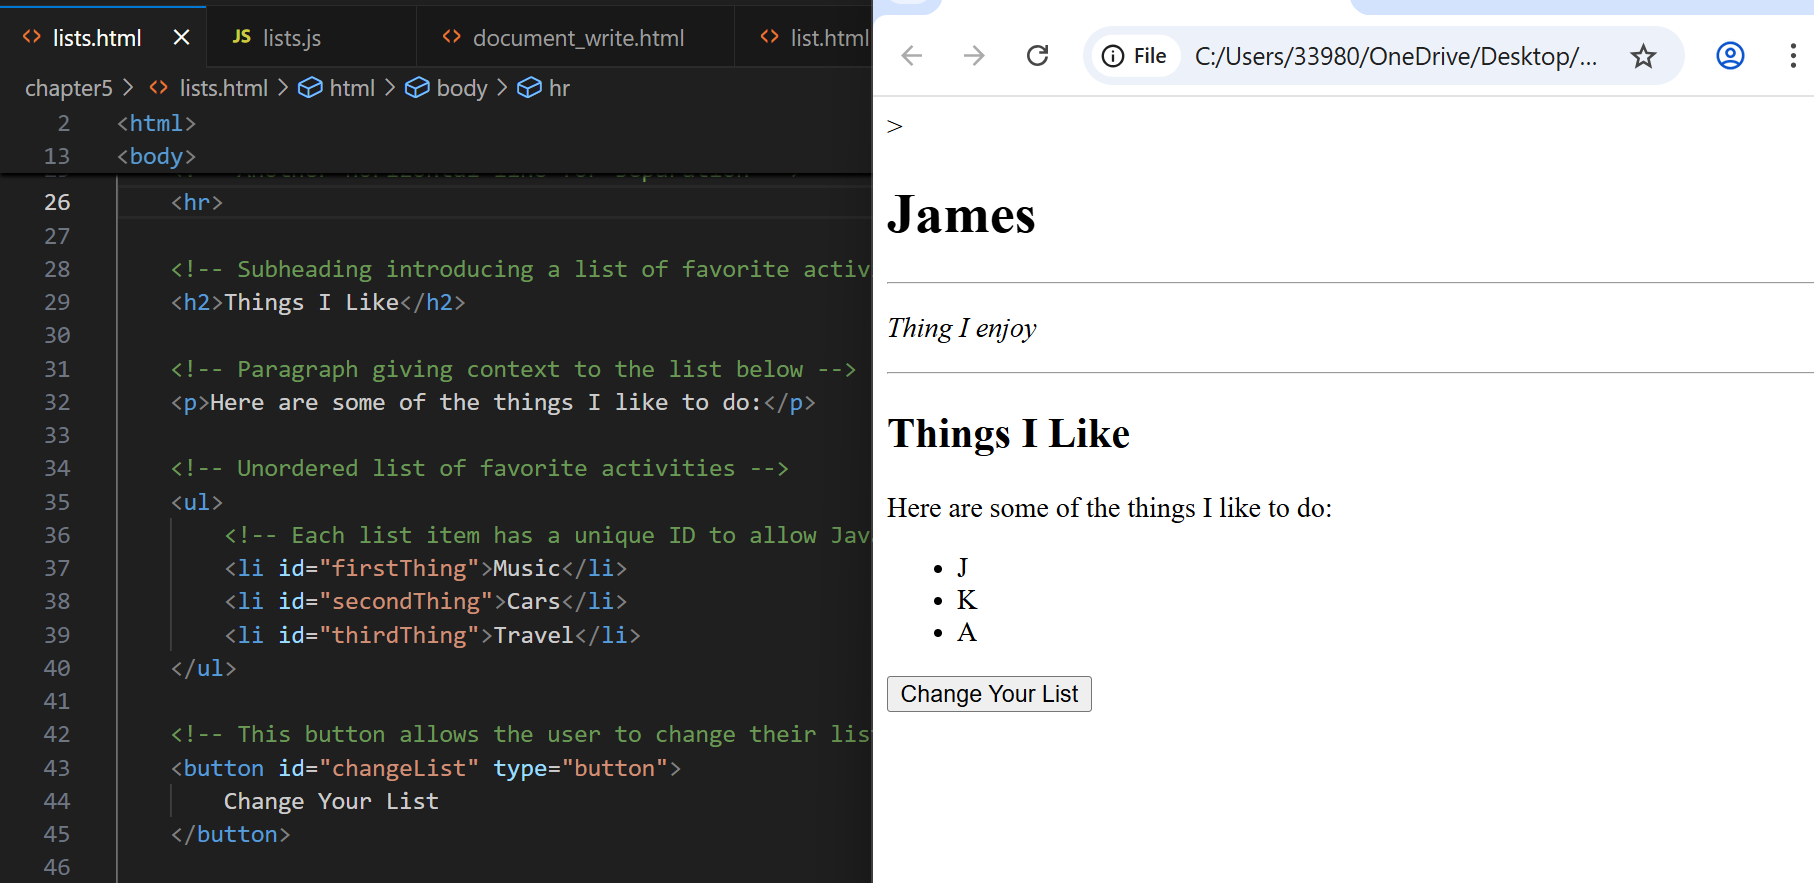 lists.html
JS lists.js
document_write.html
list.html
chapter5 > lists.html > html > body > hr
2 <html>
13 <body>
26 <hr>
27
28 <!-- Subheading introducing a list of favorite activ
29 <h2>Things I Like</h2>
30
31 <!-- Paragraph giving context to the list below -->
32 <p>Here are some of the things I like to do:</p>
33
34 <!-- Unordered list of favorite activities -->
35 <ul>
36 <!-- Each list item has a unique ID to allow Jav
37 <li id="firstThing">Music</li>
38 <li id="secondThing">Cars</li>
39 <li id="thirdThing">Travel</li>
40 </ul>
41
42 <!-- This button allows the user to change their lis
43 <button id="changeList" type="button">
44 Change Your List
45 </button>
46
File C:/Users/33980/OneDrive/Desktop/...
>
James
Thing I enjoy
Things I Like
Here are some of the things I like to do:
• J
• K
• A
Change Your List